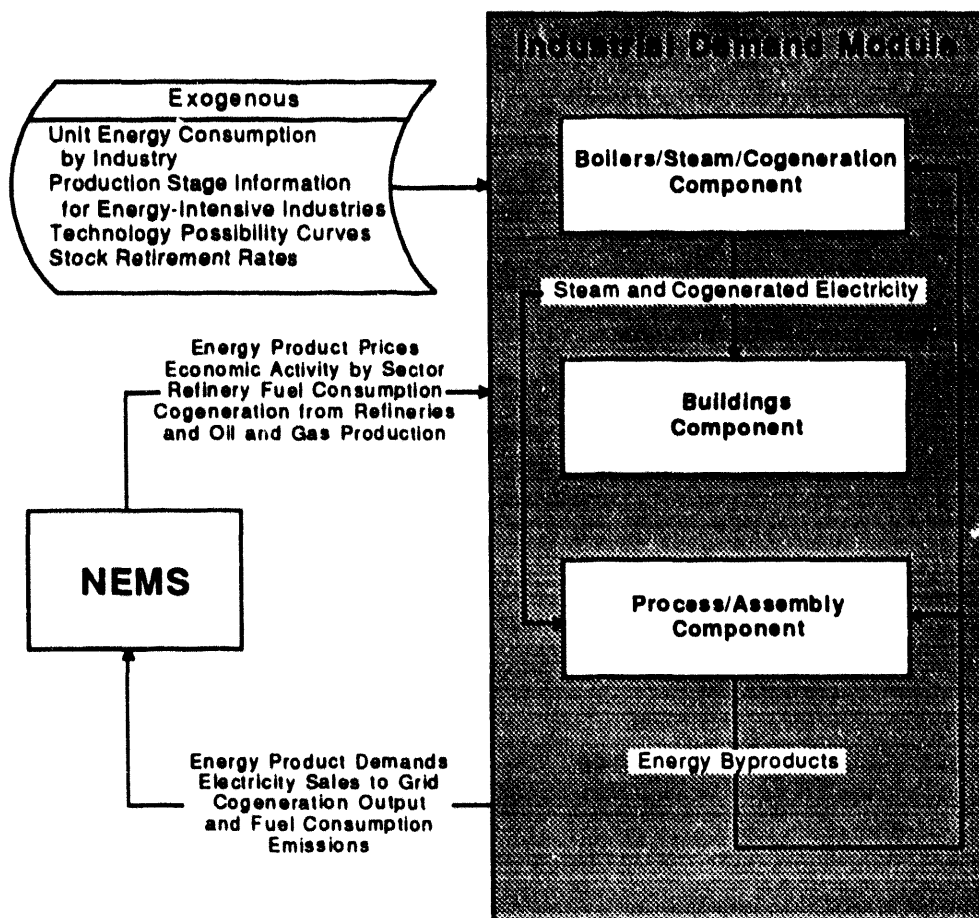 Industrial Demand Module
Exogenous
Unit Energy Consumption
by Industry
Production Stage Information
for Energy-Intensive Industries
Technology Possibility Curves
Stock Retirement Rates
Boilers/Steam/Cogeneration
Component
Steam and Cogenerated Electricity
Energy Product Prices
Economic Activity by Sector
Refinery Fuel Consumption
Cogeneration from Refineries
and Oil and Gas Production
Buildings
Component
NEMS
Process/Assembly
Component
Energy Product Demands
Electricity Sales to Grid
Cogeneration Output
and Fuel Consumption
Emissions
Energy Byproducts